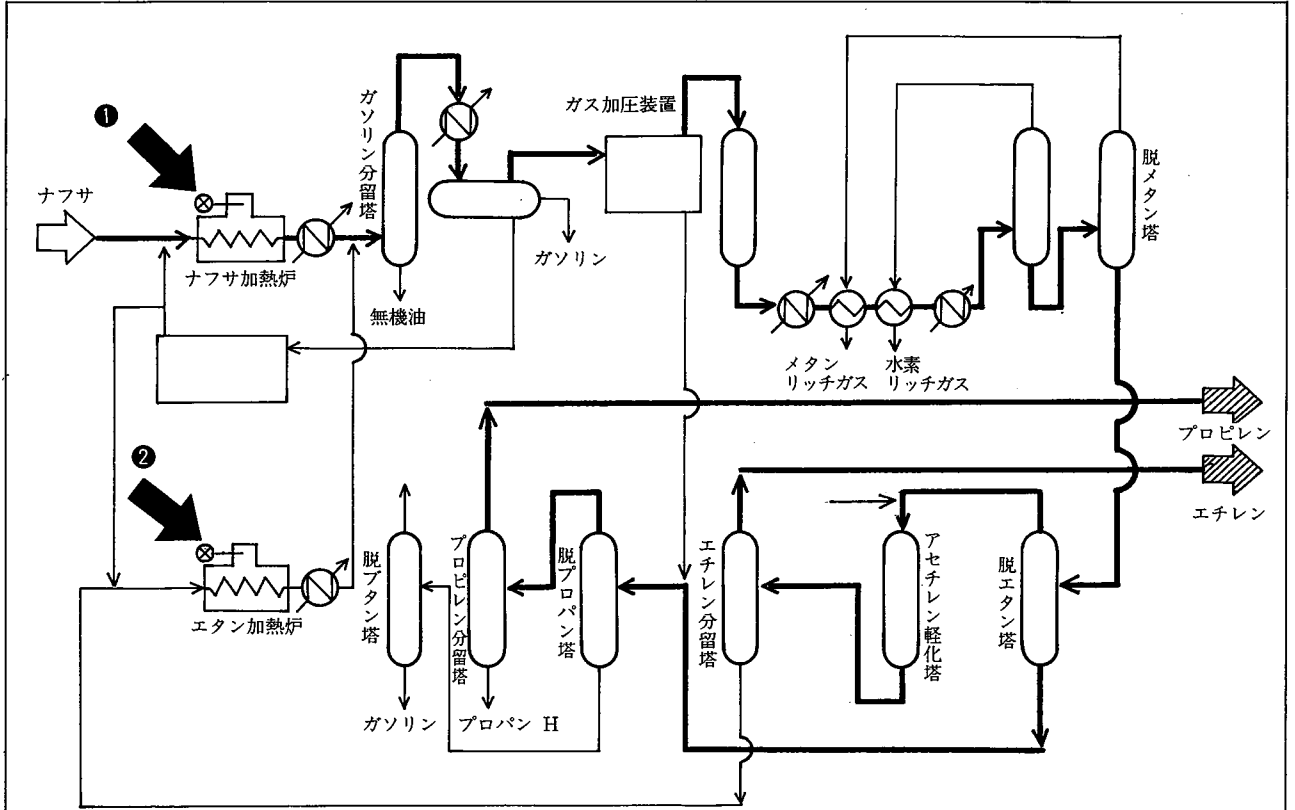 ❶
ナフサ
ナフサ加熱炉
ガソリン分留塔
無機油
ガソリン
ガス加圧装置
メタン
リッチガス
水素
リッチガス
脱メタン塔
プロピレン
エチレン
❷
エタン加熱炉
脱ブタン塔
ガソリン
プロピレン分留塔
プロパン H
脱プロパン塔
エチレン分留塔
アセチレン軽化塔
脱エタン塔